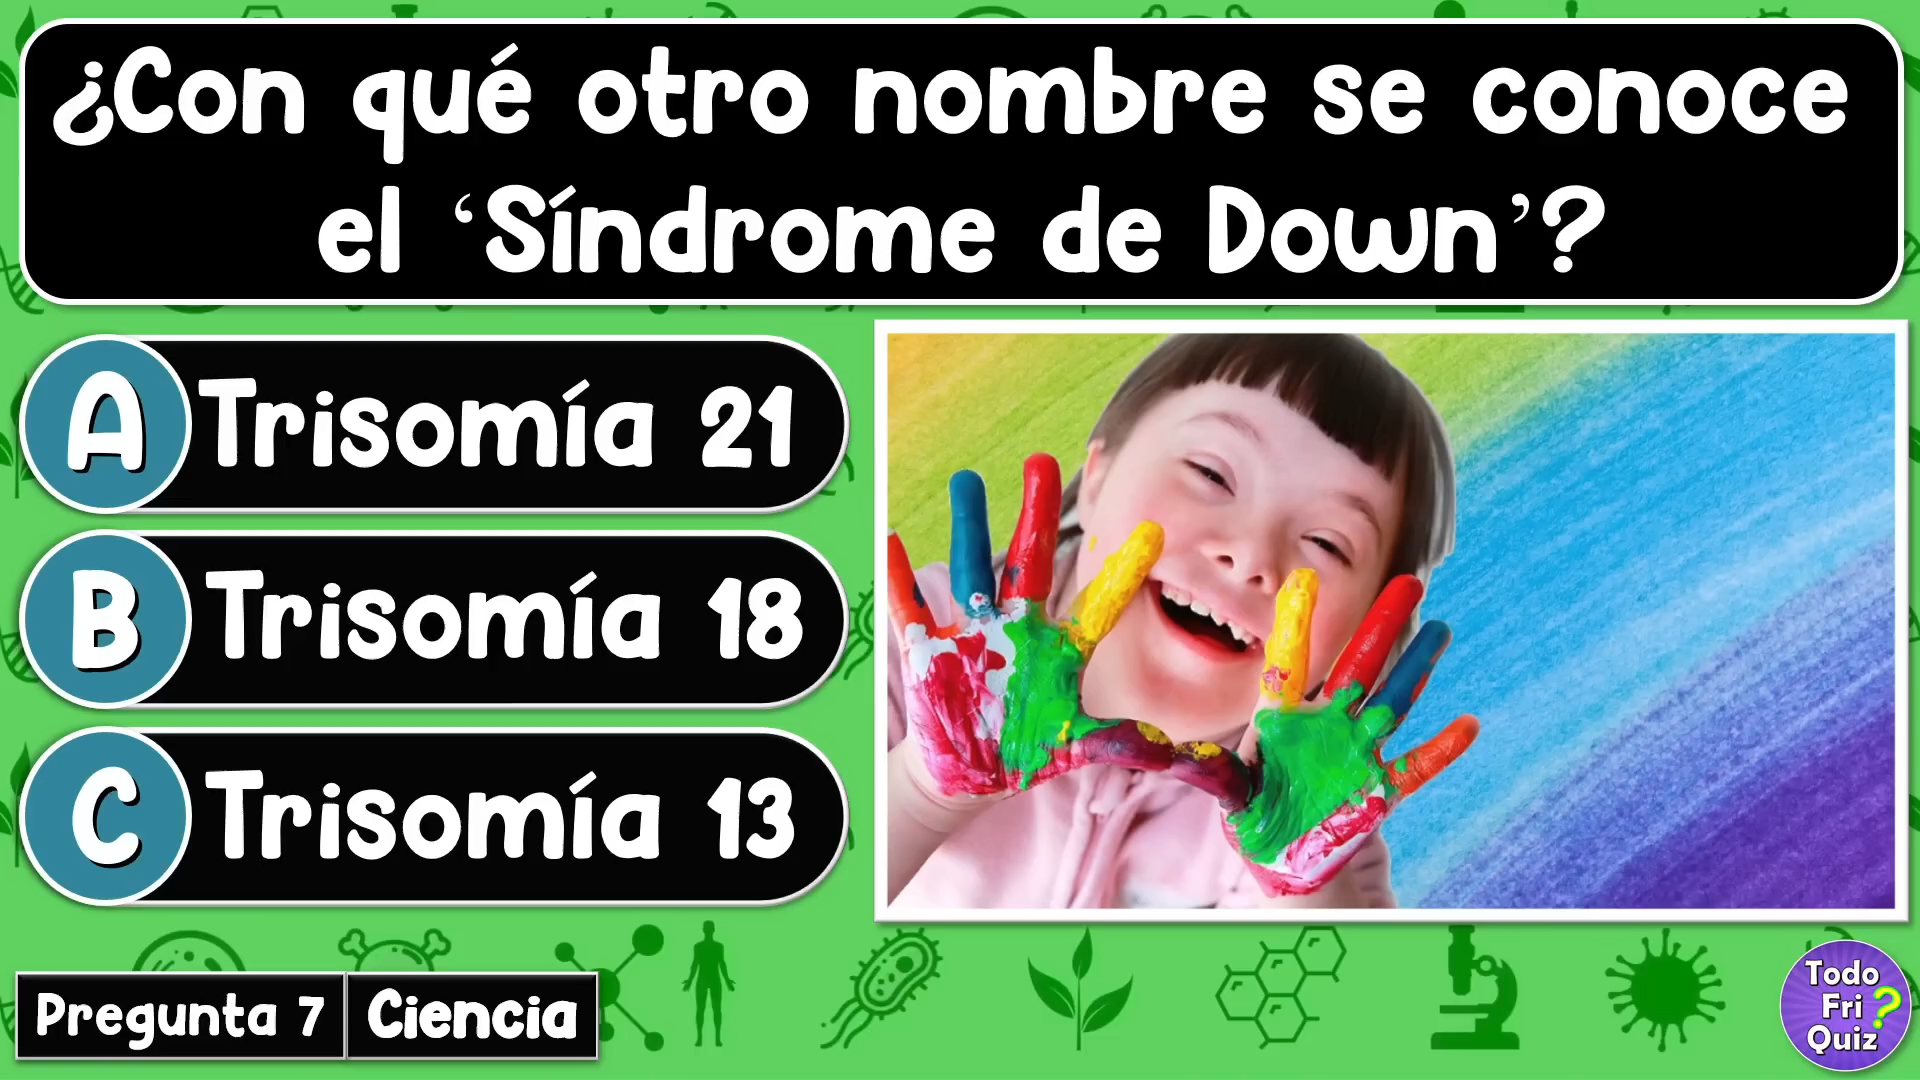 ¿Con qué otro nombre se conoce
el ‘Síndrome de Down’?
A Trisomía 21
B Trisomía 18
C Trisomía 13
Pregunta 7 Ciencia
Todo
Fri ?
Quiz